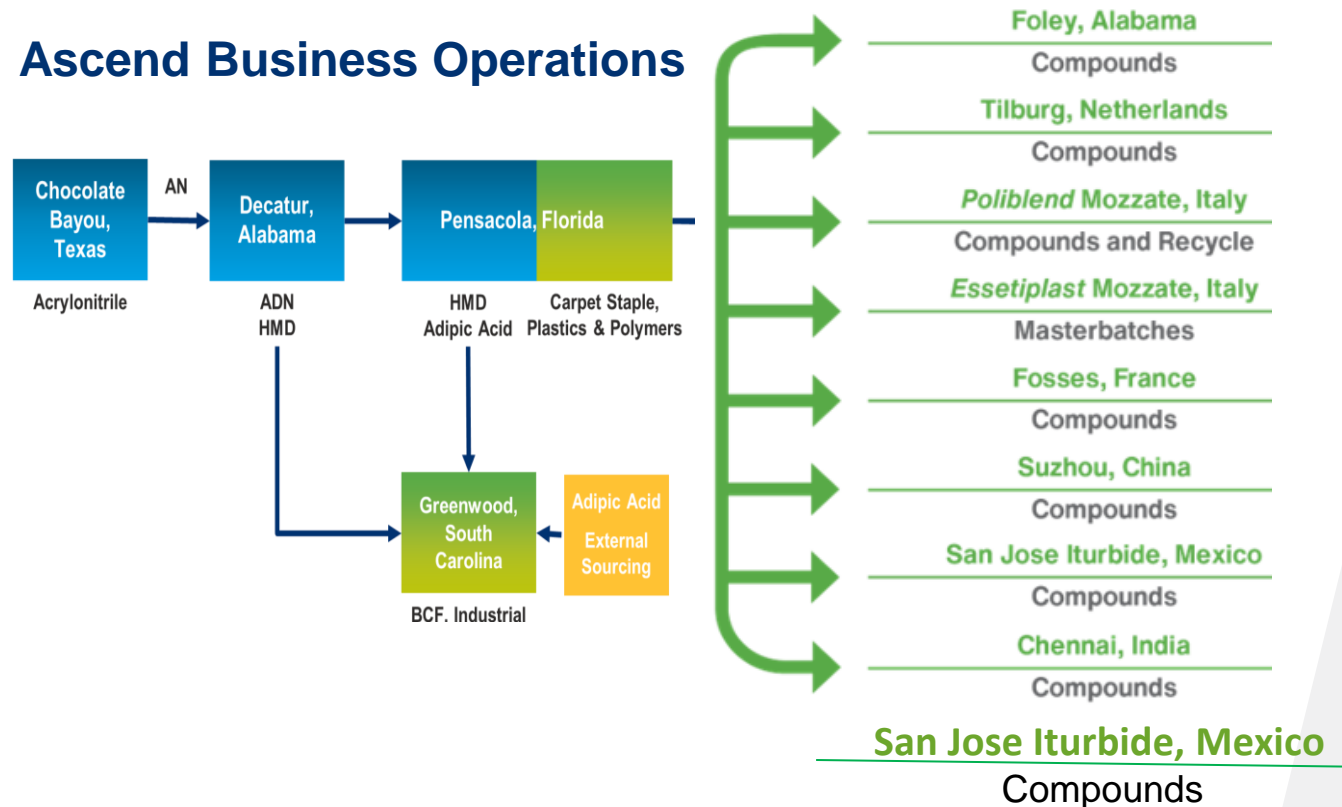 Ascend Business Operations
Chocolate
Bayou,
Texas
AN
Decatur,
Alabama
Pensacola, Florida
Acrylonitrile
ADN
HMD
HMD
Adipic Acid
Carpet Staple,
Plastics & Polymers
Greenwood,
South
Carolina
Adipic Acid
External
Sourcing
BCF. Industrial
Foley, Alabama
Compounds
Tilburg, Netherlands
Compounds
Poliblend Mozzate, Italy
Compounds and Recycle
Essetiplast Mozzate, Italy
Masterbatches
Fosses, France
Compounds
Suzhou, China
Compounds
San Jose Iturbide, Mexico
Compounds
Chennai, India
Compounds
San Jose Iturbide, Mexico
Compounds